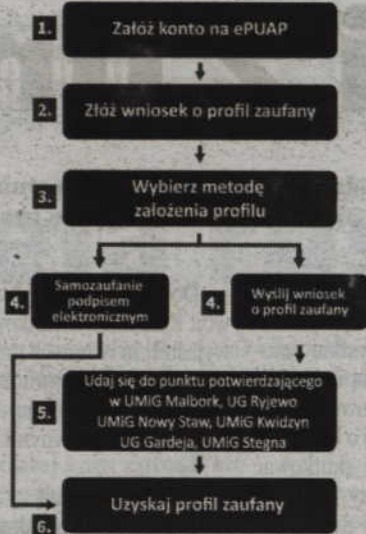 1. Załóż konto na ePUAP
2. Złóż wniosek o profil zaufany
3. Wybierz metodę
założenia profilu
4. Samozaufanie
podpisem
elektronicznym
4. Wyślij wniosek
o profil zaufany
5. Udaj się do punktu potwierdzającego
w UMiG Malbork, UG Ryjewo
UMiG Nowy Staw, UMiG Kwidzyn
UG Gardeja, UMiG Stegna
6. Uzyskaj profil zaufany